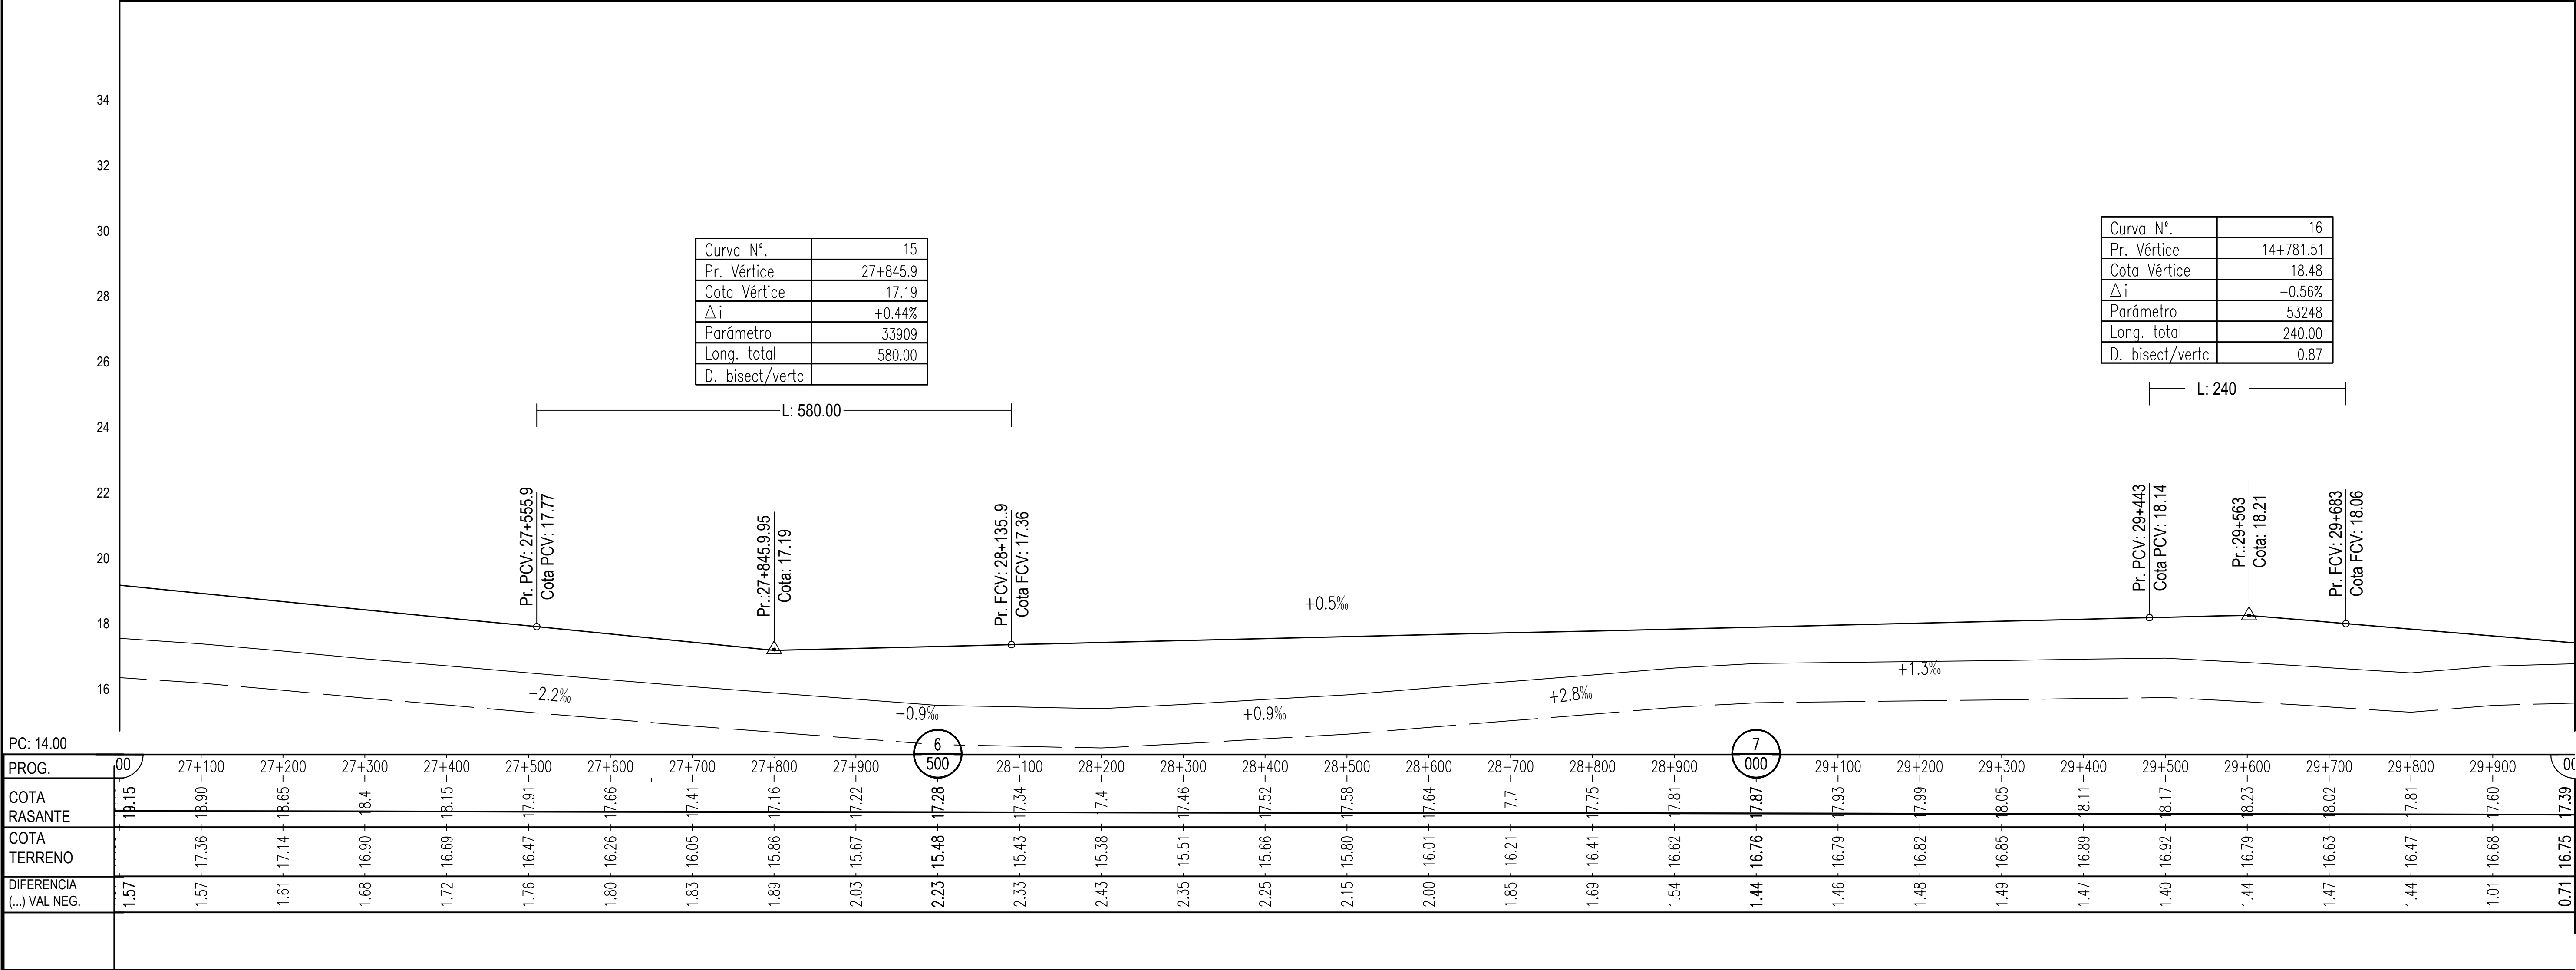 34
32
30
28
26
24
22
20
18
16
Curva Nº. 15
Pr. Vértice 27+845.9
Cota Vértice 17.19
△i +0.44%
Parámetro 33909
Long. total 580.00
D. bisect/vertc
L: 580.00
Curva Nº. 16
Pr. Vértice 14+781.51
Cota Vértice 18.48
△i -0.56%
Parámetro 53248
Long. total 240.00
D. bisect/vertc 0.87
L: 240
Pr. PCV: 27+555.9
Cota PCV: 17.77
Pr.:27+845.9.95
Cota: 17.19
Pr. FCV: 28+135..9
Cota FCV: 17.36
Pr. PCV: 29+443
Cota PCV: 18.14
Pr.:29+563
Cota: 18.21
Pr. FCV: 29+683
Cota FCV: 18.06
+0.5‰
-2.2‰
-0.9‰
+0.9‰
+2.8‰
+1.3‰
PC: 14.00
PROG. 00 27+100 27+200 27+300 27+400 27+500 27+600 27+700 27+800 27+900 6 500 28+100 28+200 28+300 28+400 28+500 28+600 28+700 28+800 28+900 7 000 29+100 29+200 29+300 29+400 29+500 29+600 29+700 29+800 29+900 00
COTA RASANTE 19.15 18.90 18.65 18.4 18.15 17.91 17.66 17.41 17.16 17.22 17.28 17.34 17.4 17.46 17.52 17.58 17.64 17.7 17.75 17.81 17.87 17.93 17.99 18.05 18.11 18.17 18.23 18.02 17.81 17.60 17.39
COTA TERRENO 17.36 17.14 16.90 16.69 16.47 16.26 16.05 15.86 15.67 15.48 15.43 15.38 15.51 15.66 15.80 16.01 16.21 16.41 16.62 16.76 16.79 16.82 16.85 16.89 16.92 16.79 16.63 16.47 16.68 16.75
DIFERENCIA (...) VAL NEG. 1.57 1.57 1.61 1.68 1.72 1.76 1.80 1.83 1.89 2.03 2.23 2.33 2.43 2.35 2.25 2.15 2.00 1.85 1.69 1.54 1.44 1.46 1.48 1.49 1.47 1.40 1.44 1.47 1.44 1.01 0.71